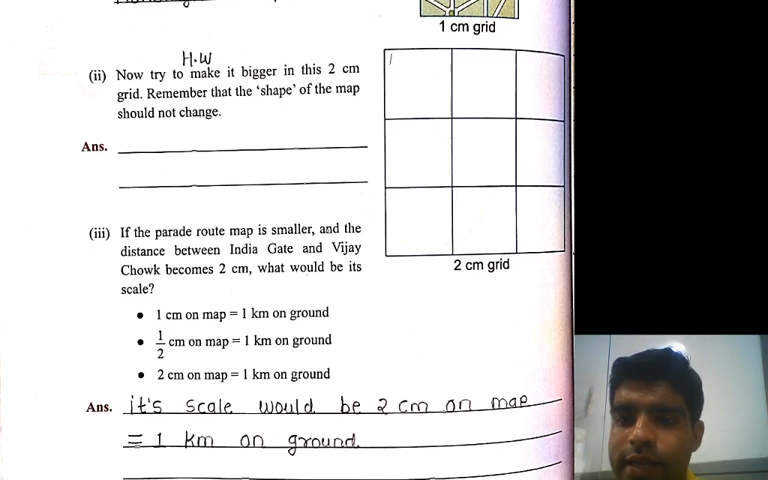 1 cm grid
H.W
(ii) Now try to make it bigger in this 2 cm
grid. Remember that the ‘shape’ of the map
should not change.
Ans.
2 cm grid
(iii) If the parade route map is smaller, and the
distance between India Gate and Vijay
Chowk becomes 2 cm, what would be its
scale?
• 1 cm on map = 1 km on ground
• 1/2 cm on map = 1 km on ground
• 2 cm on map = 1 km on ground
Ans. it's scale would be 2 cm on map
= 1 km on ground